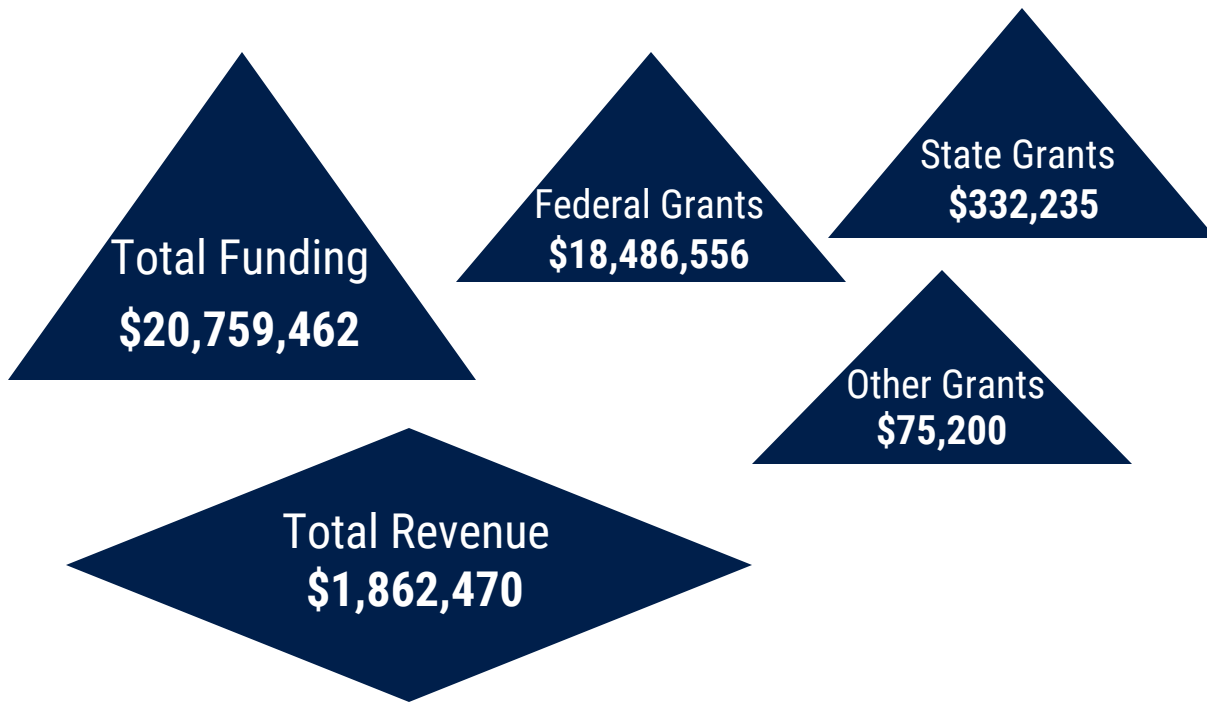 Total Funding
$20,759,462
Federal Grants
$18,486,556
State Grants
$332,235
Other Grants
$75,200
Total Revenue
$1,862,470